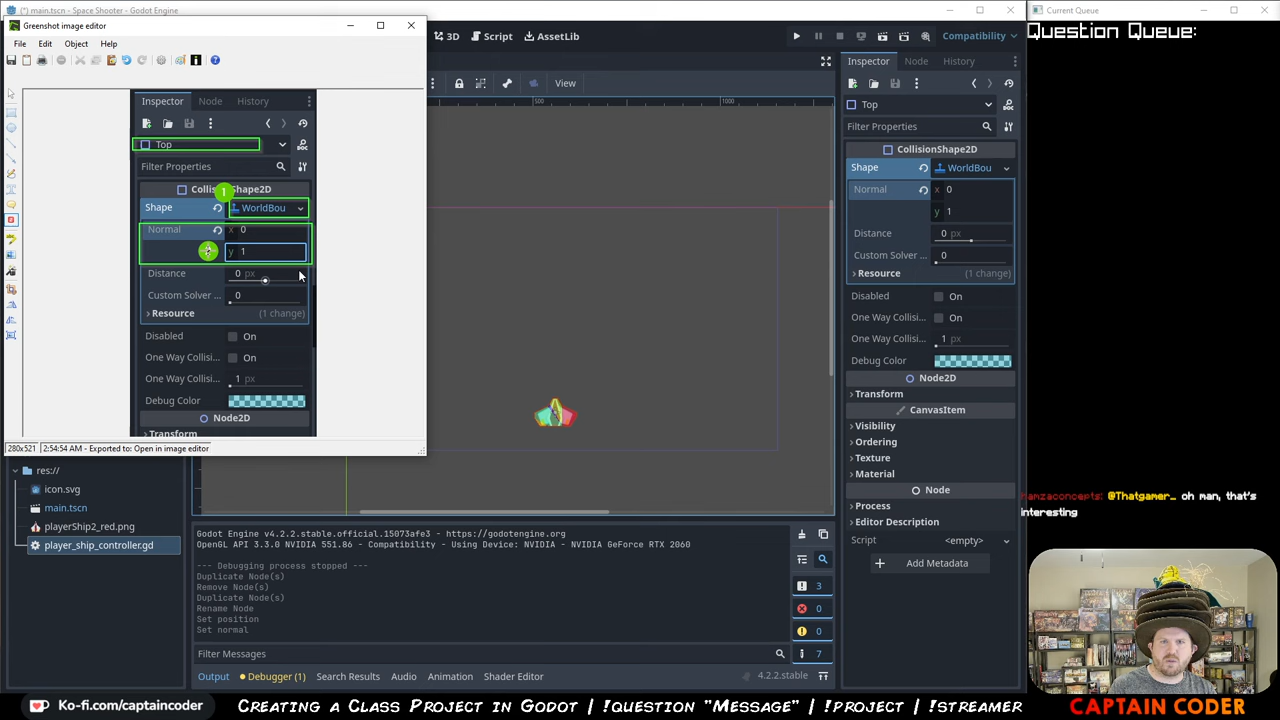 (*) main.tscn - Space Shooter - Godot Engine
Greenshot image editor
File Edit Object Help
Inspector Node History
Top
Filter Properties
CollisionShape2D
1
Shape WorldBou
Normal x 0
y 1
Distance 0 px
Custom Solver ... 0
Resource (1 change)
Disabled On
One Way Collisi... On
One Way Collisi... 1 px
Debug Color
Node2D
Transform
280x521 2:54:54 AM - Exported to: Open in image editor
3D Script AssetLib
Compatibility
View
500 1000
Inspector Node History
Top
Filter Properties
CollisionShape2D
Shape WorldBou
Normal x 0
y 1
Distance 0 px
Custom Solver ... 0
Resource (1 change)
Disabled On
One Way Collisi... On
One Way Collisi... 1 px
Debug Color
Node2D
Transform
CanvasItem
Visibility
Ordering
Texture
Material
Node
Process
Editor Description
Script <empty>
Add Metadata
res://
icon.svg
main.tscn
playerShip2_red.png
player_ship_controller.gd
Godot Engine v4.2.2.stable.official.15073afe3 - https://godotengine.org
OpenGL API 3.3.0 NVIDIA 551.86 - Compatibility - Using Device: NVIDIA - NVIDIA GeForce RTX 2060
--- Debugging process stopped ---
Duplicate Node(s)
Remove Node(s)
Duplicate Node(s)
Rename Node
Set position
Set normal
3
0
0
7
Filter Messages
Output Debugger (1) Search Results Audio Animation Shader Editor
4.2.2.stable
Current Queue
Question Queue:
hamzaconcepts: @Thatgamer_ oh man, that's
interesting
Ko-fi.com/captaincoder
Creating a Class Project in Godot | !question "Message" | !project | !streamer
CAPTAIN CODER